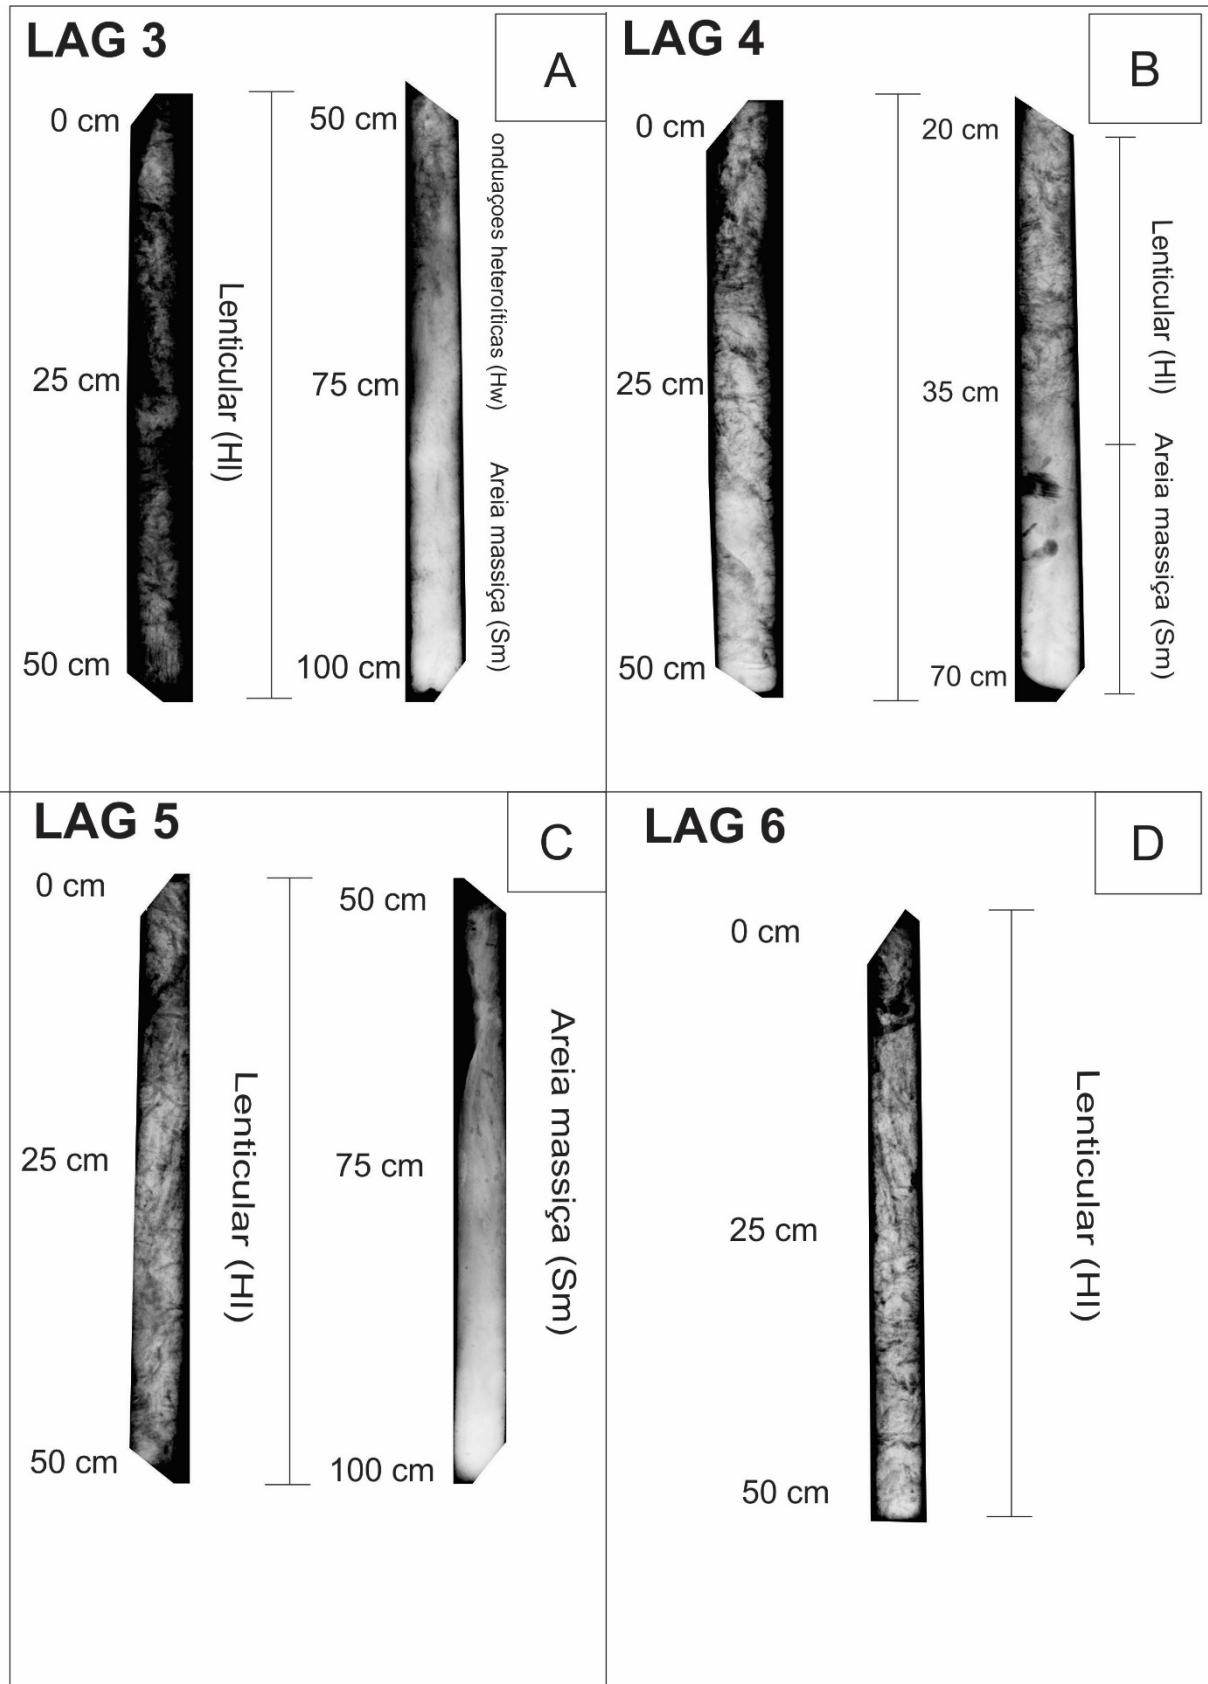 LAG 3
A
0 cm
25 cm
50 cm
Lenticular (Hl)
50 cm
75 cm
100 cm
onduaçoes heteroíticas (Hw)
Areia massiça (Sm)
LAG 4
B
0 cm
25 cm
50 cm
20 cm
35 cm
70 cm
Lenticular (Hl)
Areia massiça (Sm)
LAG 5
C
0 cm
25 cm
50 cm
Lenticular (Hl)
50 cm
75 cm
100 cm
Areia massiça (Sm)
LAG 6
D
0 cm
25 cm
50 cm
Lenticular (Hl)